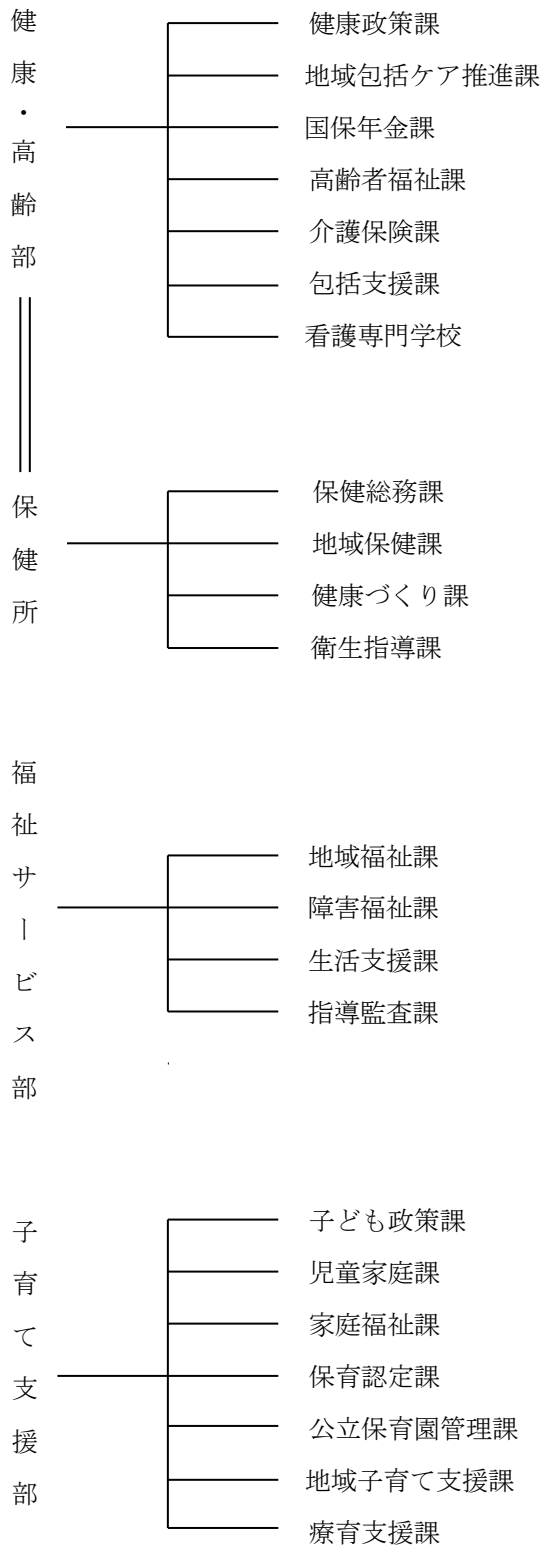 健康・高齢部
健康政策課
地域包括ケア推進課
国保年金課
高齢者福祉課
介護保険課
包括支援課
看護専門学校
保健所
保健総務課
地域保健課
健康づくり課
衛生指導課
福祉サービス部
地域福祉課
障害福祉課
生活支援課
指導監査課
子育て支援部
子ども政策課
児童家庭課
家庭福祉課
保育認定課
公立保育園管理課
地域子育て支援課
療育支援課